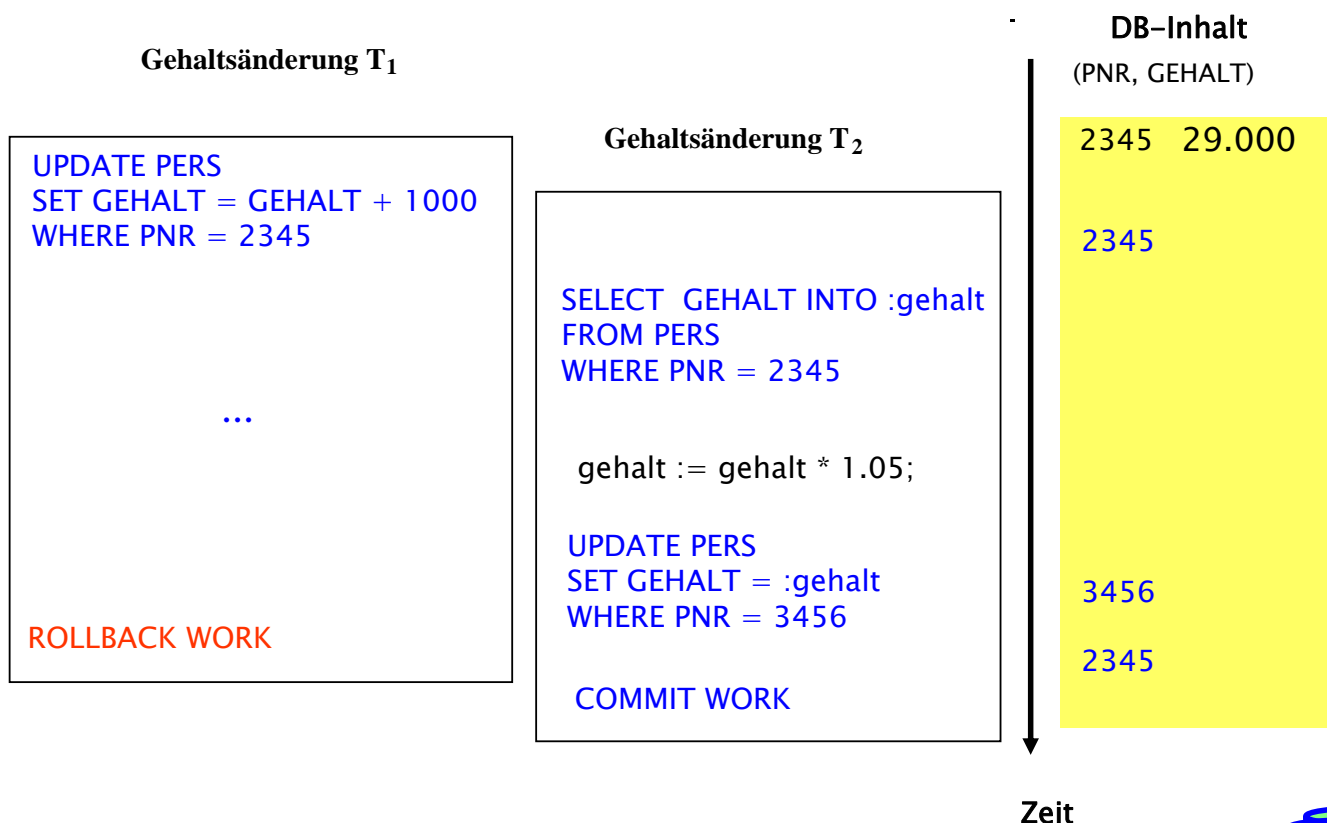 Gehaltsänderung T1
UPDATE PERS
SET GEHALT = GEHALT + 1000
WHERE PNR = 2345
...
ROLLBACK WORK
Gehaltsänderung T2
SELECT GEHALT INTO :gehalt
FROM PERS
WHERE PNR = 2345
gehalt := gehalt * 1.05;
UPDATE PERS
SET GEHALT = :gehalt
WHERE PNR = 3456
COMMIT WORK
DB-Inhalt
(PNR, GEHALT)
2345 29.000
2345
3456
2345
Zeit